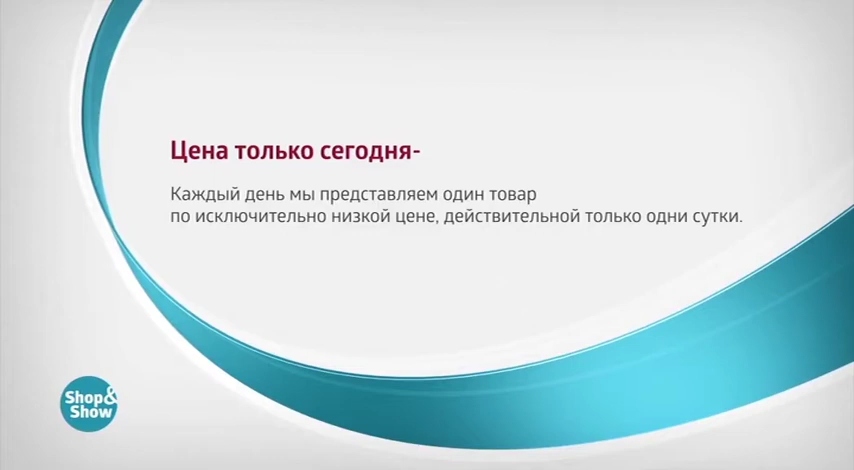 Цена только сегодня-
Каждый день мы представляем один товар
по исключительно низкой цене, действительной только одни сутки.
Shop&
Show